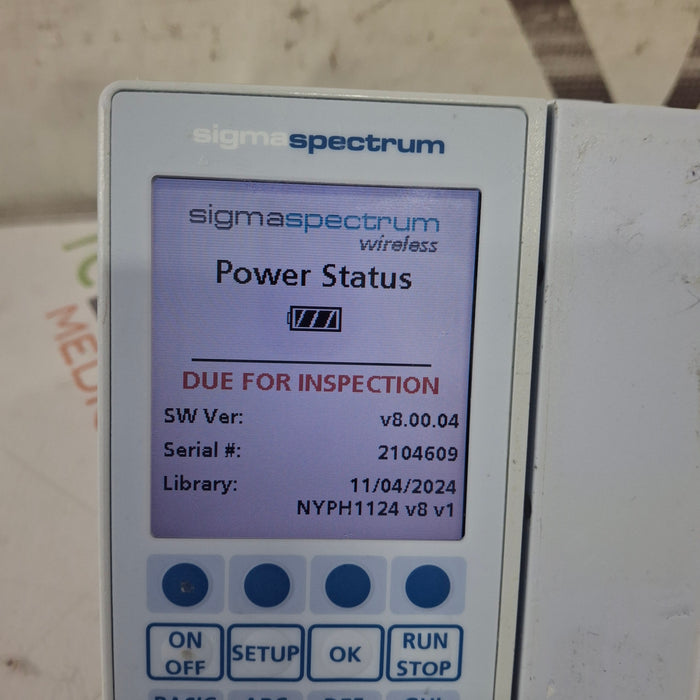 sigmaspectrum
sigmaspectrum
wireless
Power Status
DUE FOR INSPECTION
SW Ver: v8.00.04
Serial #: 2104609
Library: 11/04/2024
NYPH1124 v8 v1
ON OFF
SETUP
OK
RUN STOP